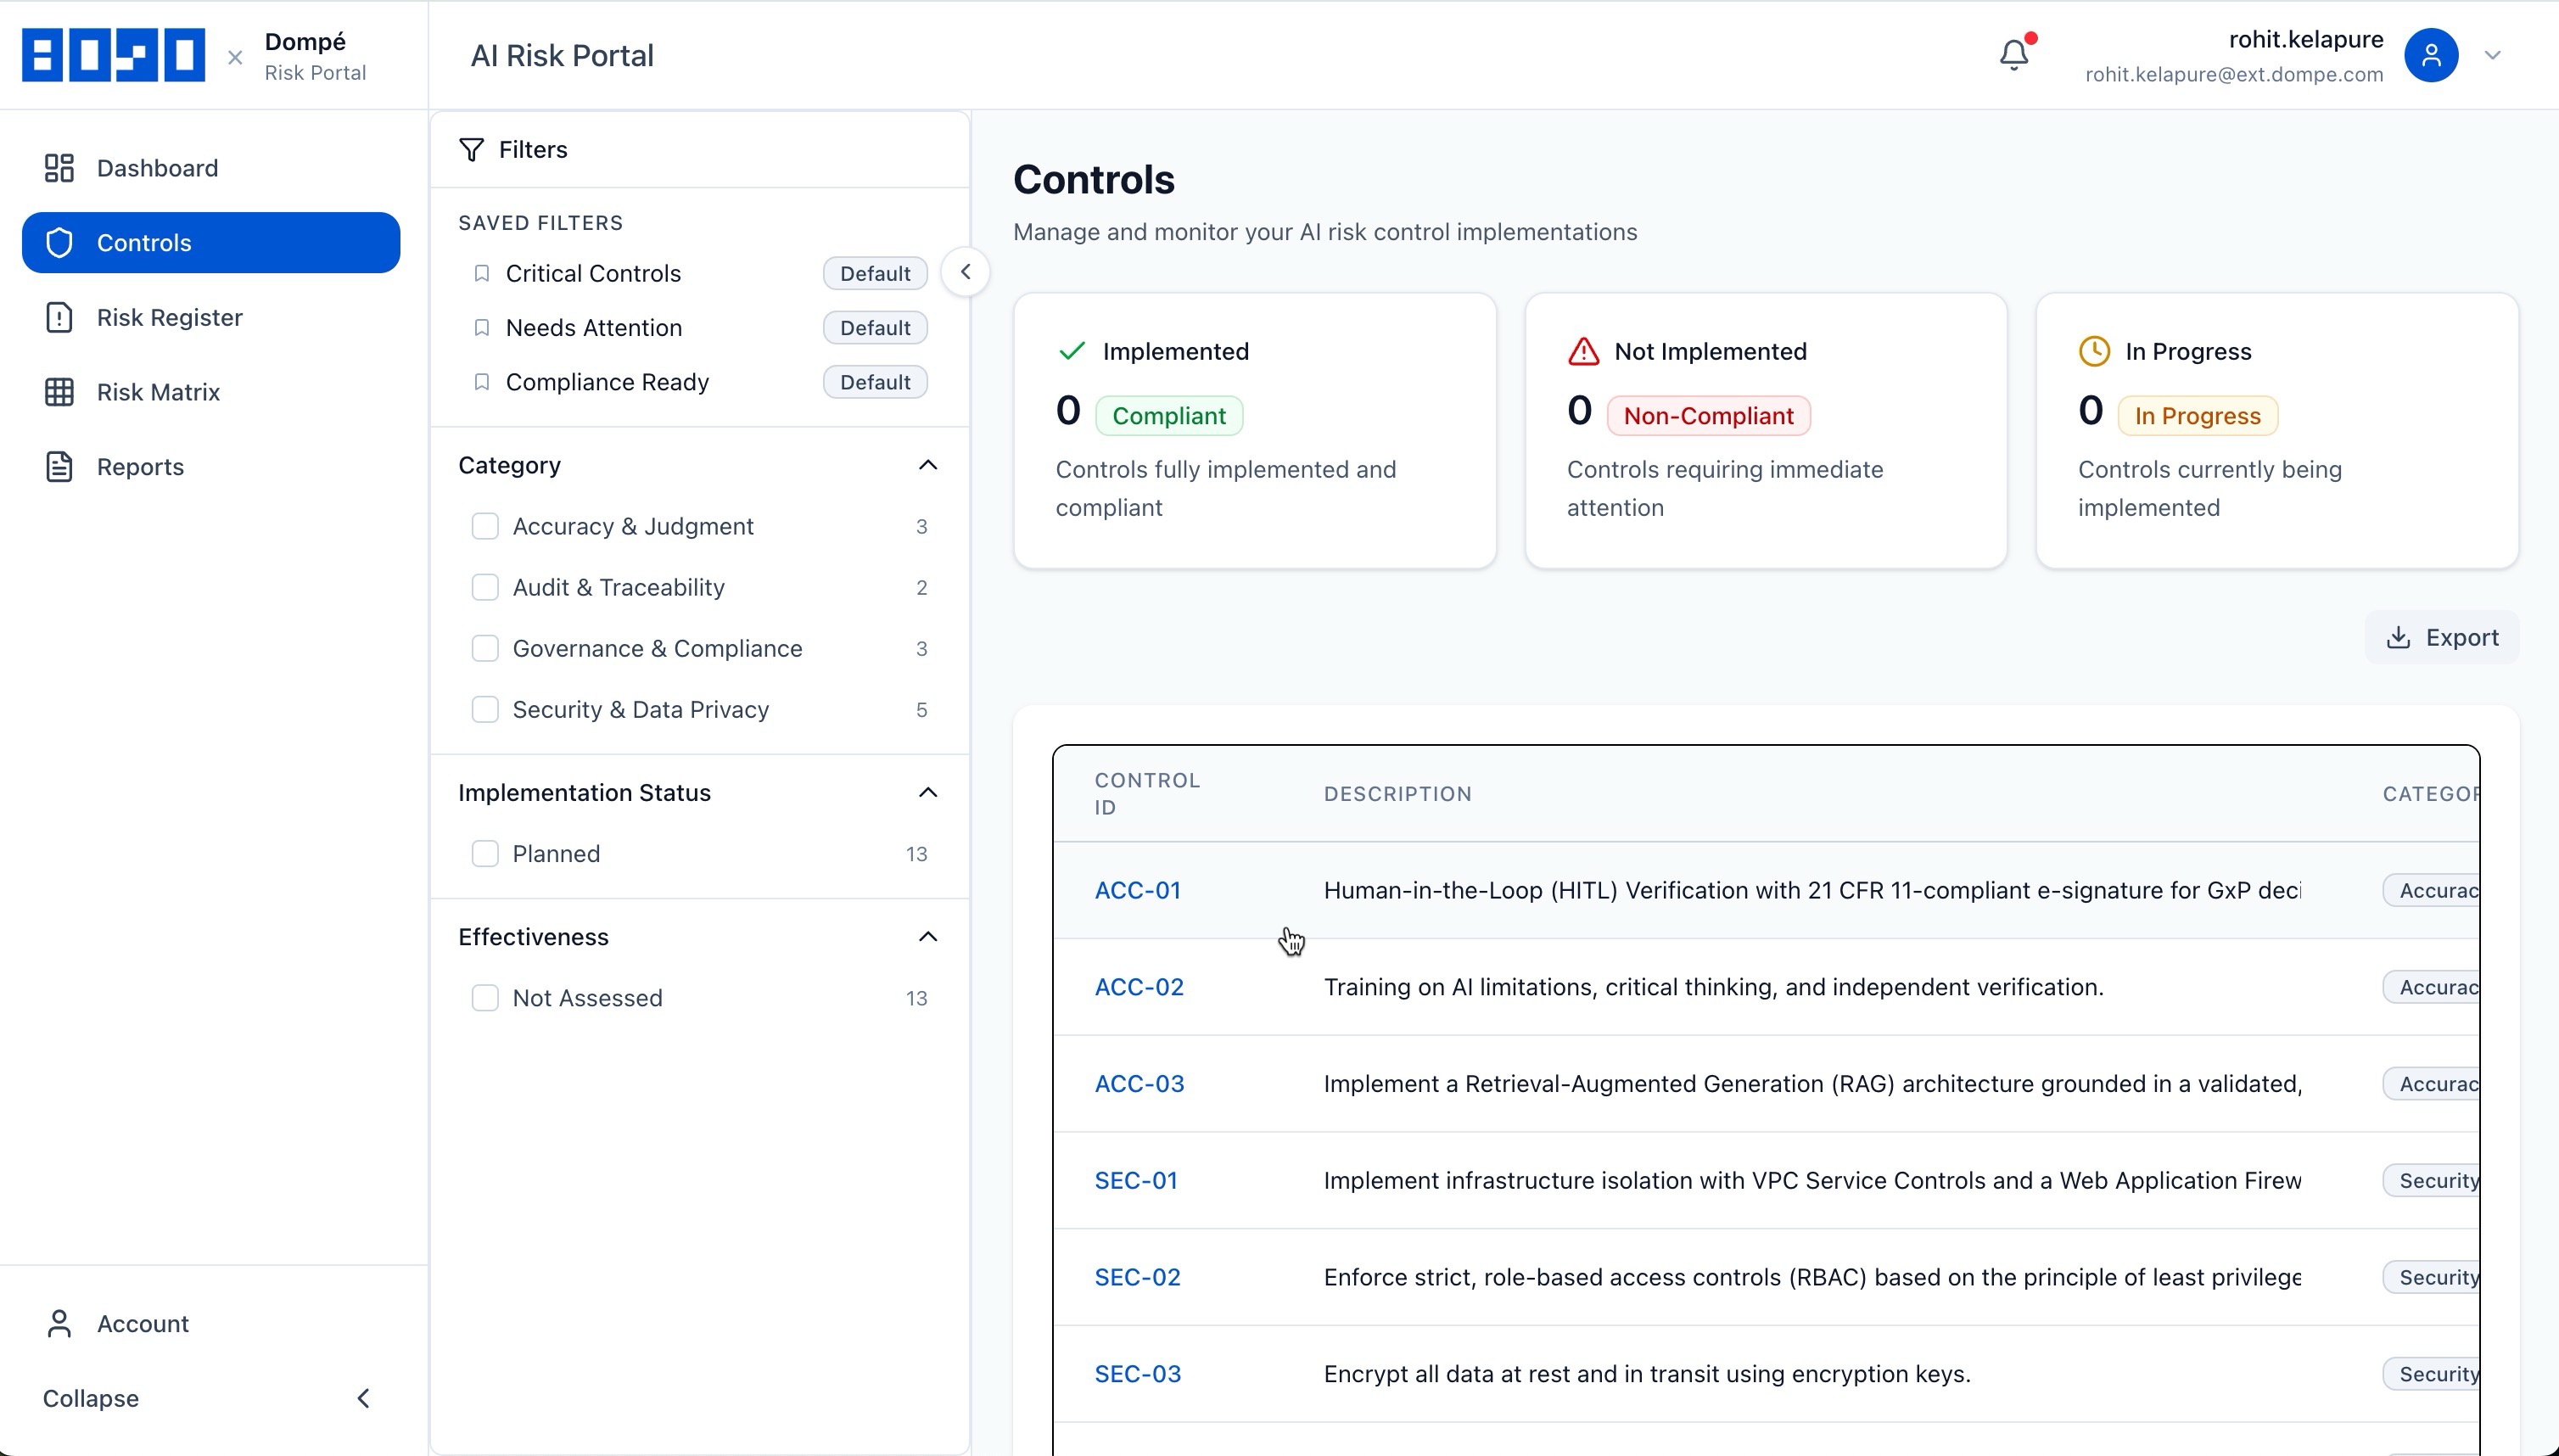 8090
Dompé
Risk Portal
AI Risk Portal
rohit.kelapure
rohit.kelapure@ext.dompe.com
Dashboard
Controls
Risk Register
Risk Matrix
Reports
Account
Collapse
Filters
SAVED FILTERS
Critical Controls Default
Needs Attention Default
Compliance Ready Default
Category
Accuracy & Judgment 3
Audit & Traceability 2
Governance & Compliance 3
Security & Data Privacy 5
Implementation Status
Planned 13
Effectiveness
Not Assessed 13
Controls
Manage and monitor your AI risk control implementations
Implemented
0 Compliant
Controls fully implemented and
compliant
Not Implemented
0 Non-Compliant
Controls requiring immediate
attention
In Progress
0 In Progress
Controls currently being
implemented
Export
CONTROL
ID
DESCRIPTION
CATEGOR
ACC-01 Human-in-the-Loop (HITL) Verification with 21 CFR 11-compliant e-signature for GxP deci Accurac
ACC-02 Training on AI limitations, critical thinking, and independent verification. Accurac
ACC-03 Implement a Retrieval-Augmented Generation (RAG) architecture grounded in a validated, Accurac
SEC-01 Implement infrastructure isolation with VPC Service Controls and a Web Application Firew Security
SEC-02 Enforce strict, role-based access controls (RBAC) based on the principle of least privilege Security
SEC-03 Encrypt all data at rest and in transit using encryption keys. Security